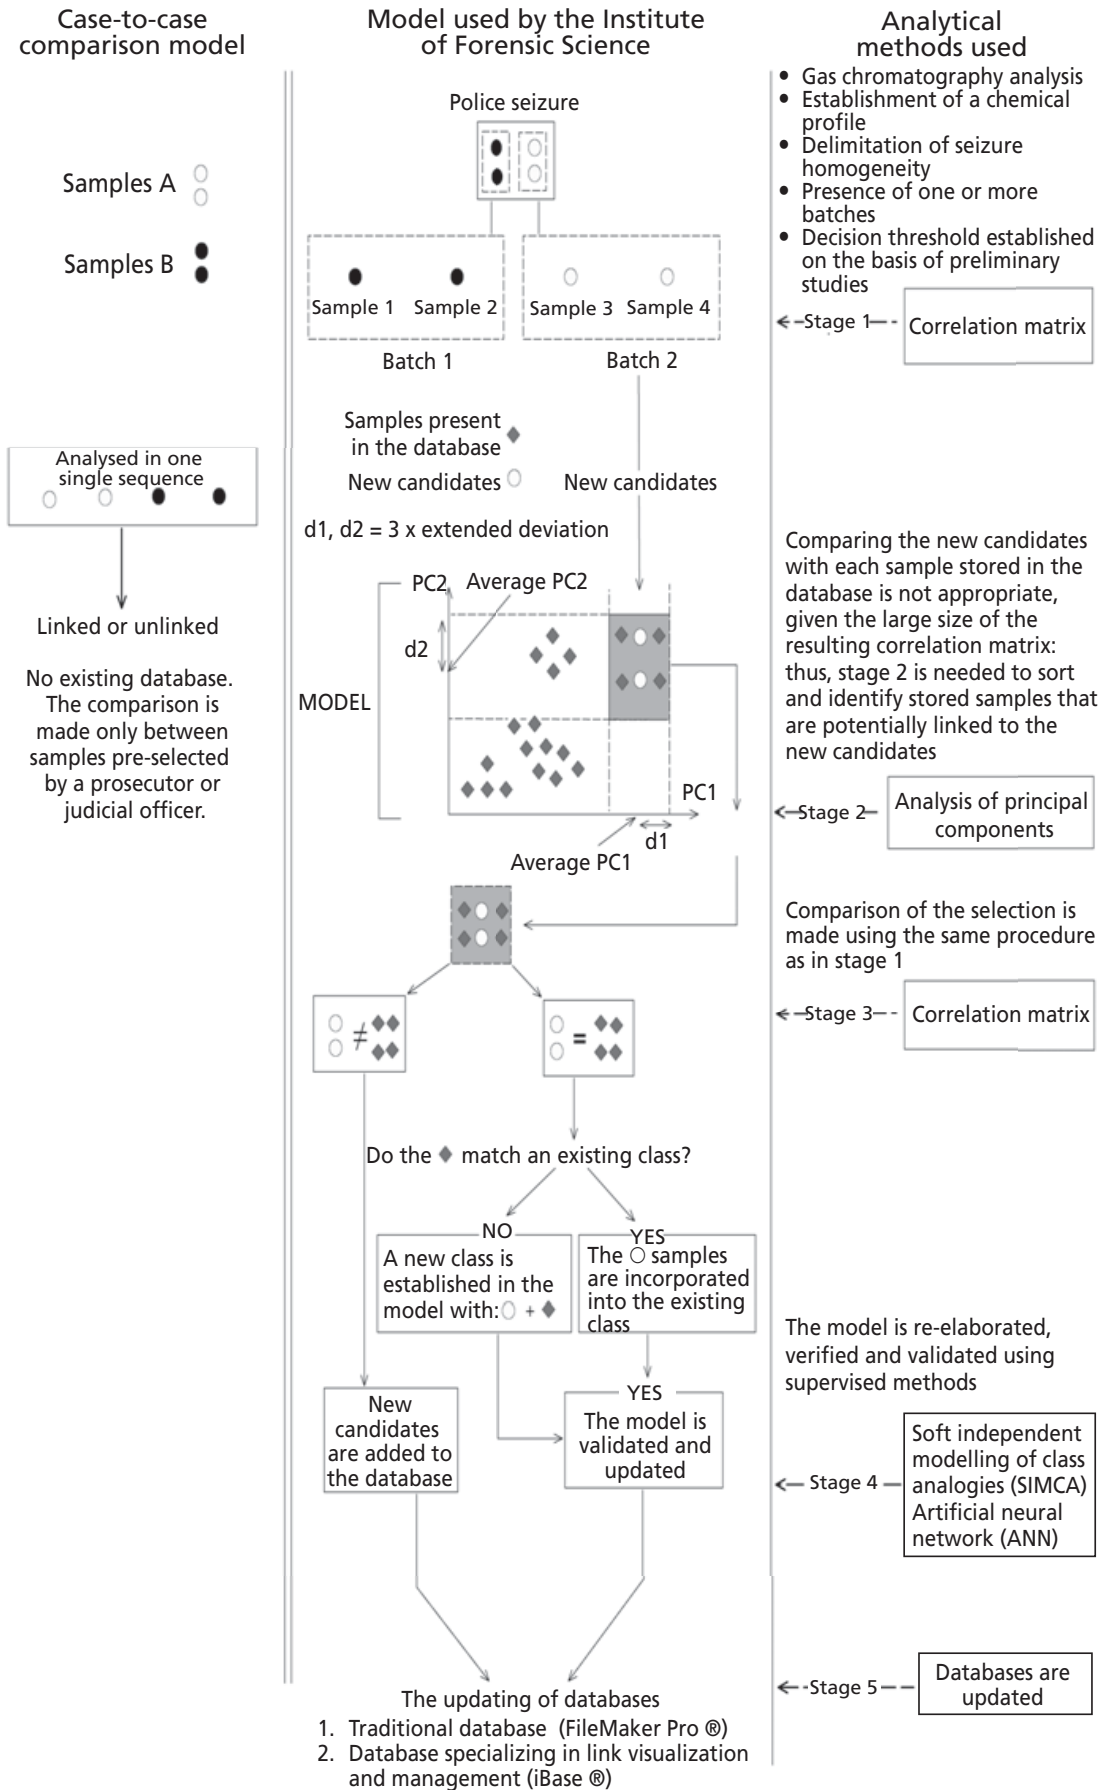 Case-to-case
comparison model
Samples A
Samples B
Analysed in one
single sequence
Linked or unlinked
No existing database.
The comparison is
made only between
samples pre-selected
by a prosecutor or
judicial officer.
Model used by the Institute
of Forensic Science
Police seizure
Sample 1 Sample 2 Sample 3 Sample 4
Batch 1 Batch 2
Samples present
in the database
New candidates
New candidates
d1, d2 = 3 x extended deviation
PC2 Average PC2
d2
MODEL
PC1
d1
Average PC1
≠
=
Do the ◆ match an existing class?
NO
A new class is
established in the
model with: ○ + ◆
YES
The ○ samples
are incorporated
into the existing
class
New
candidates
are added to
the database
YES
The model is
validated and
updated
The updating of databases
1. Traditional database (FileMaker Pro ®)
2. Database specializing in link visualization
and management (iBase ®)
Analytical
methods used
• Gas chromatography analysis
• Establishment of a chemical
profile
• Delimitation of seizure
homogeneity
• Presence of one or more
batches
• Decision threshold established
on the basis of preliminary
studies
Stage 1
Correlation matrix
Comparing the new candidates
with each sample stored in the
database is not appropriate,
given the large size of the
resulting correlation matrix:
thus, stage 2 is needed to sort
and identify stored samples that
are potentially linked to the
new candidates
Stage 2
Analysis of principal
components
Comparison of the selection is
made using the same procedure
as in stage 1
Stage 3
Correlation matrix
The model is re-elaborated,
verified and validated using
supervised methods
Stage 4
Soft independent
modelling of class
analogies (SIMCA)
Artificial neural
network (ANN)
Stage 5
Databases are
updated